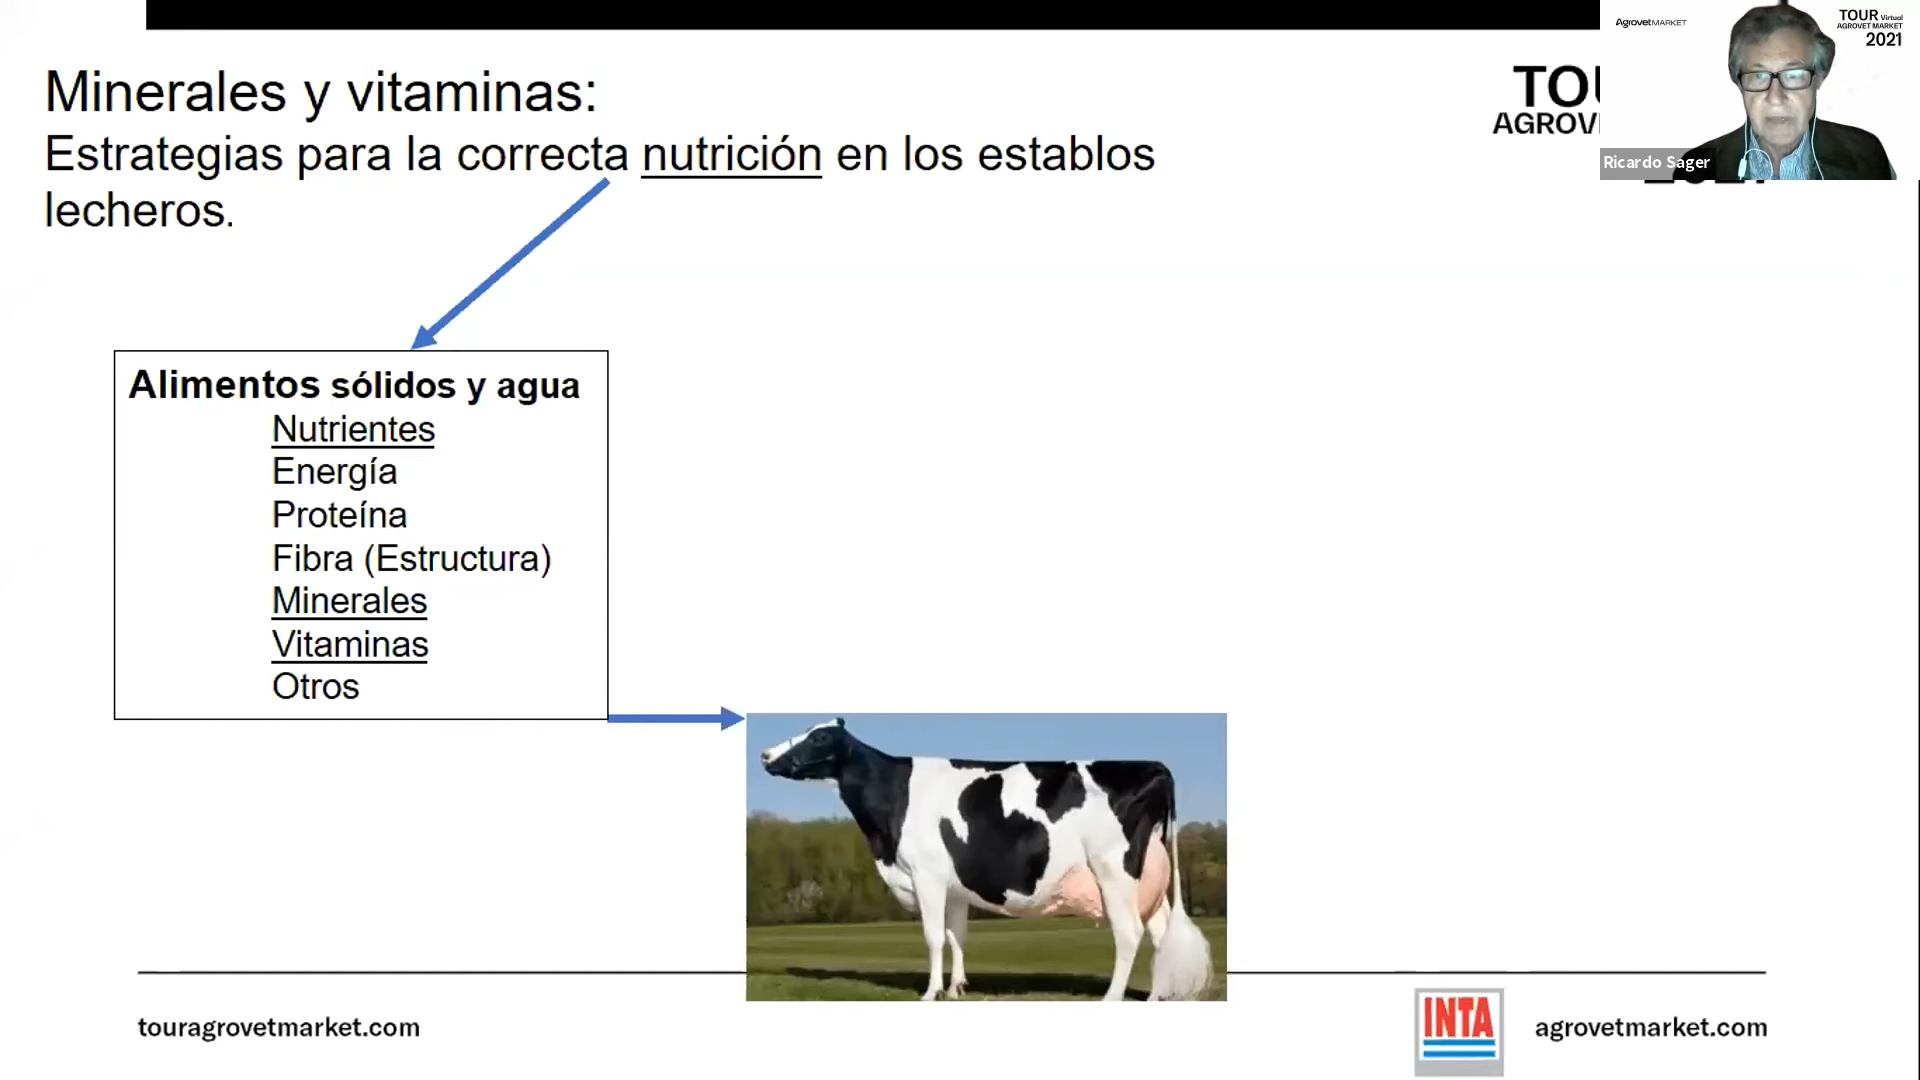 Minerales y vitaminas:
Estrategias para la correcta nutrición en los establos
lecheros.
TOU
AGROV
AgrovetMARKET
TOUR Virtual
AGROVET MARKET
2021
Ricardo Sager
Alimentos sólidos y agua
Nutrientes
Energía
Proteína
Fibra (Estructura)
Minerales
Vitaminas
Otros
touragrovetmarket.com
INTA
agrovetmarket.com